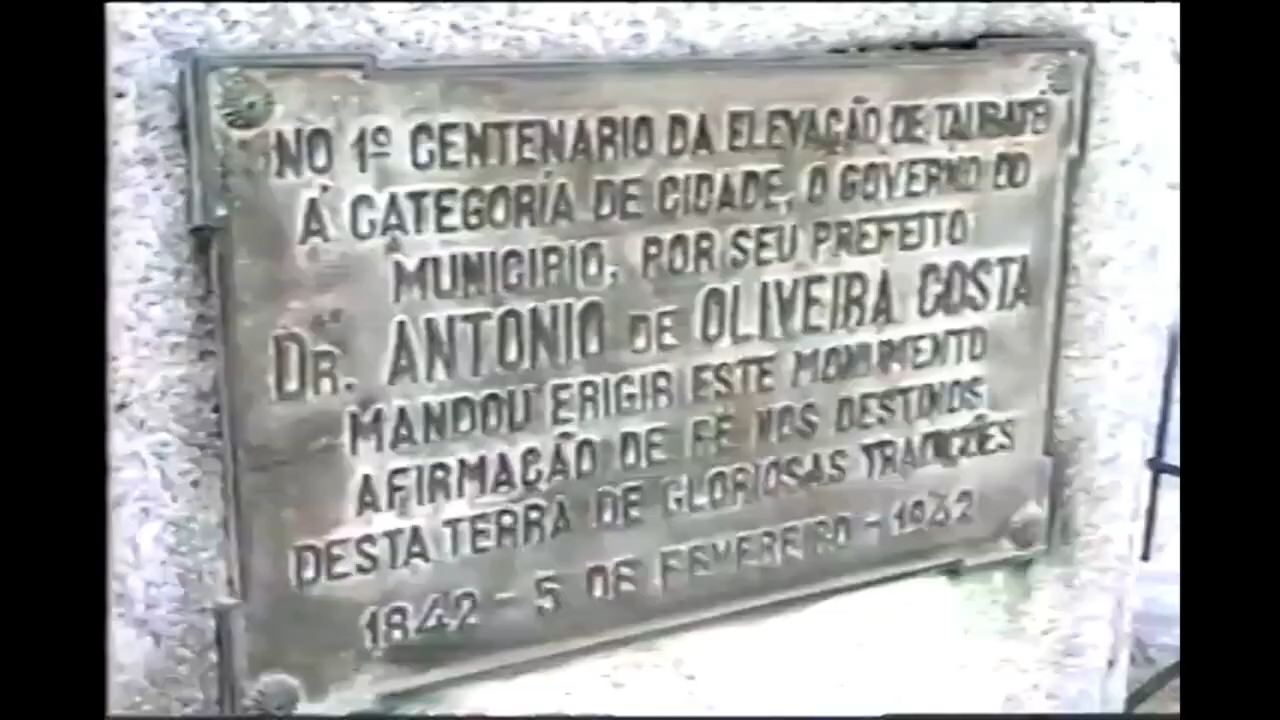 NO 1º CENTENARIO DA ELEVAÇÃO DE TAUBATÉ
Á CATEGORIA DE CIDADE, O GOVERNO DO
MUNICIPIO, POR SEU PREFEITO
DR. ANTONIO DE OLIVEIRA COSTA
MANDOU ERIGIR ESTE MONUMENTO
AFIRMAÇÃO DE FÉ NOS DESTINOS
DESTA TERRA DE GLORIOSAS TRADIÇÕES
1842 - 5 DE FEVEREIRO - 1942